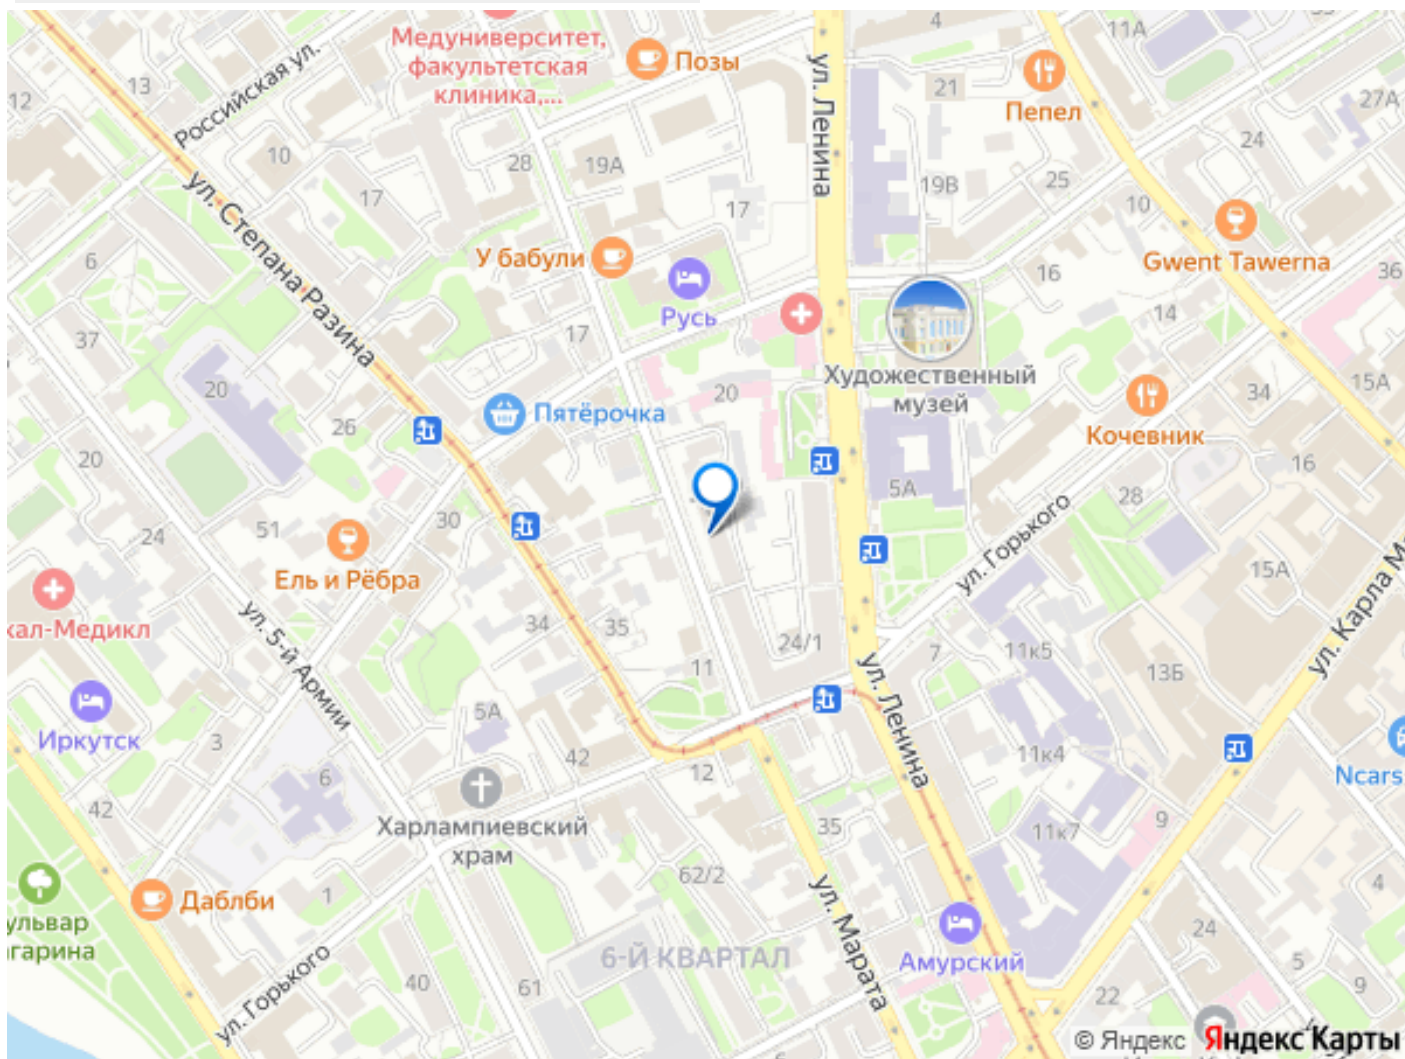 4
11А
Медуниверситет,
факультетская
клиника,...
Позы
ул. Ленина
21
Пепел
27А
12
13
Российская ул.
24
10
28
19А
17
19В
25
10
17
ул. Степана Разина
У бабули
Gwent Tawerna
6
16
36
Русь
14
37
17
Художественный
музей
20
20
15А
34
Пятёрочка
Кочевник
26
20
16
5А
28
51
30
24
ул. Горького
15А
Ель и Рёбра
кал-Медикл
ул. 5-й Армии
34
35
24/1
7
11к5
ул. Карла Ма
11
13Б
ул. Ленина
5А
Иркутск
3
42
12
11к4
Ncars
6
42
Харлампиевский
храм
35
11к7
9
62/2
4
1
Даблби
ульвар
гарина
ул. Марата
24
6-Й КВАРТАЛ
Амурский
5
ул. Горького
40
61
22
9
© Яндекс Яндекс Карты